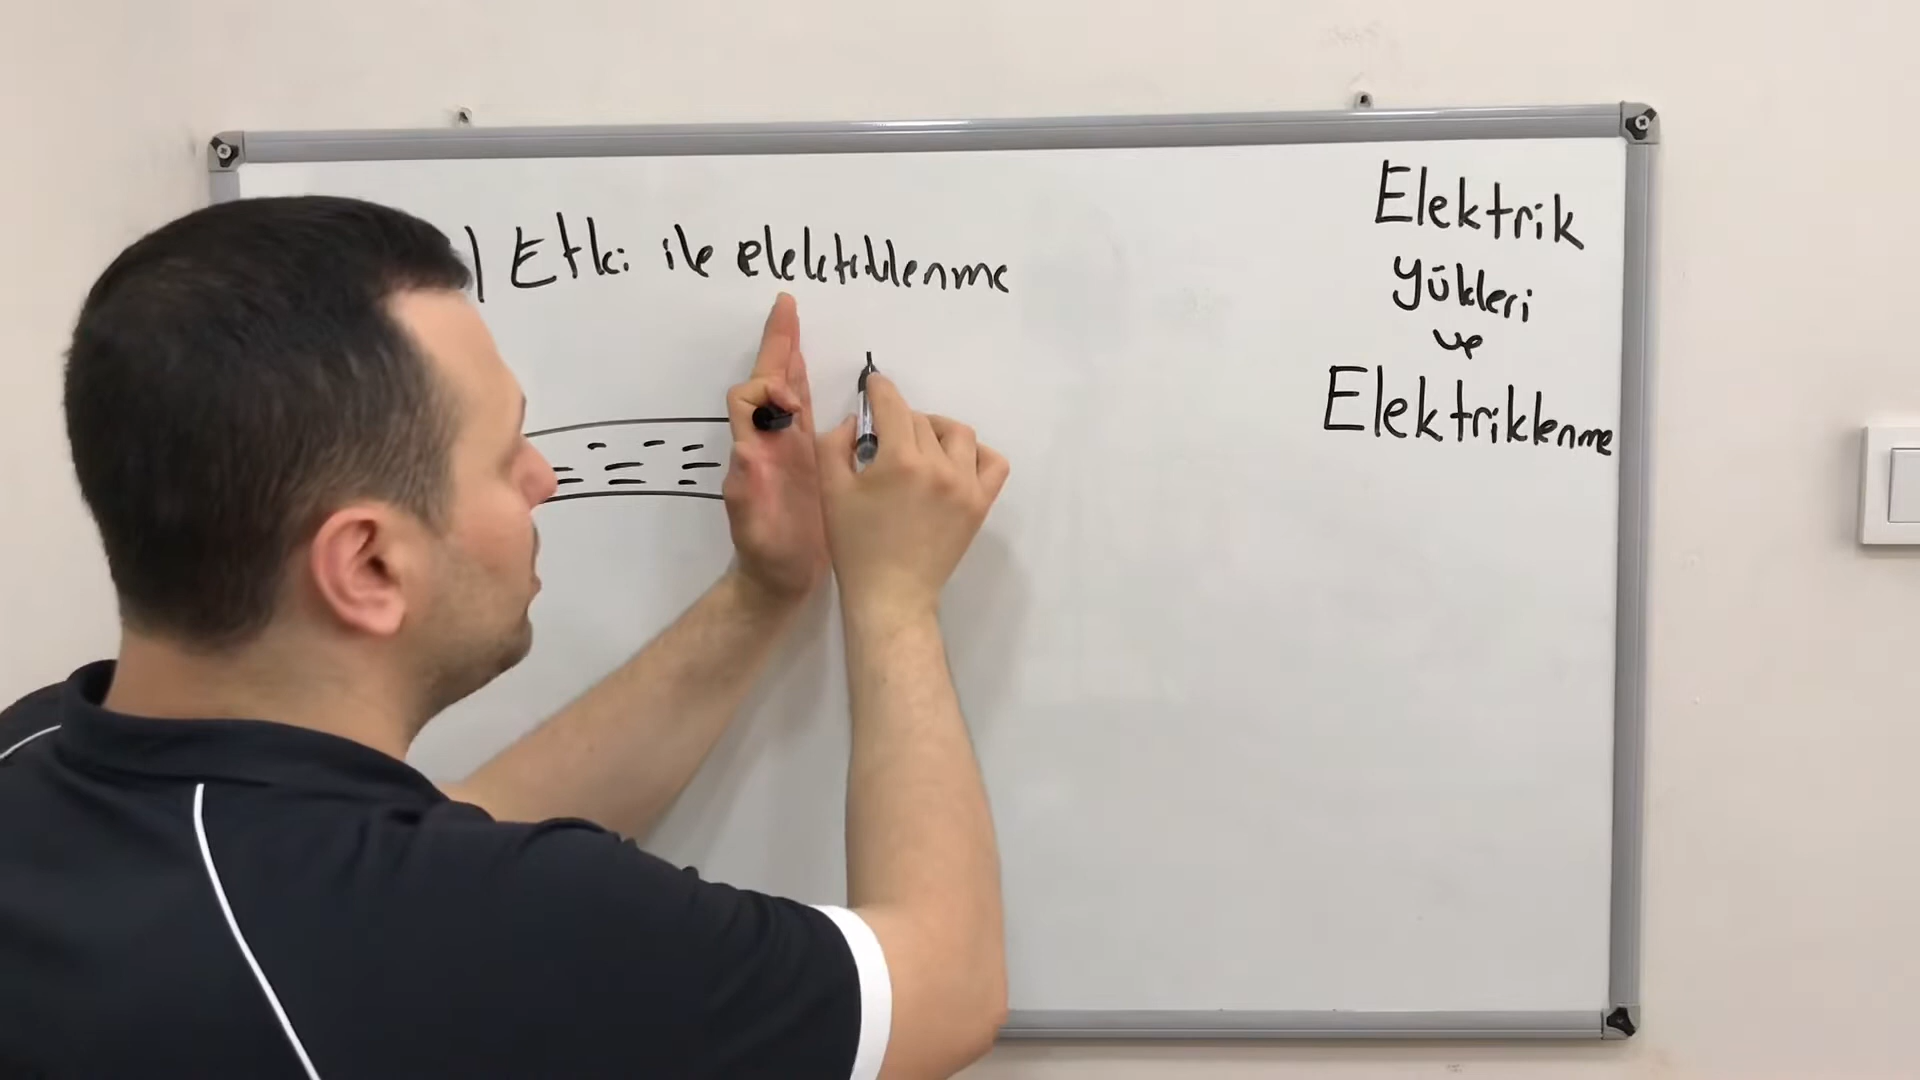 ) Etki ile elektriklenme
Elektrik
yükleri
ve
Elektriklenme